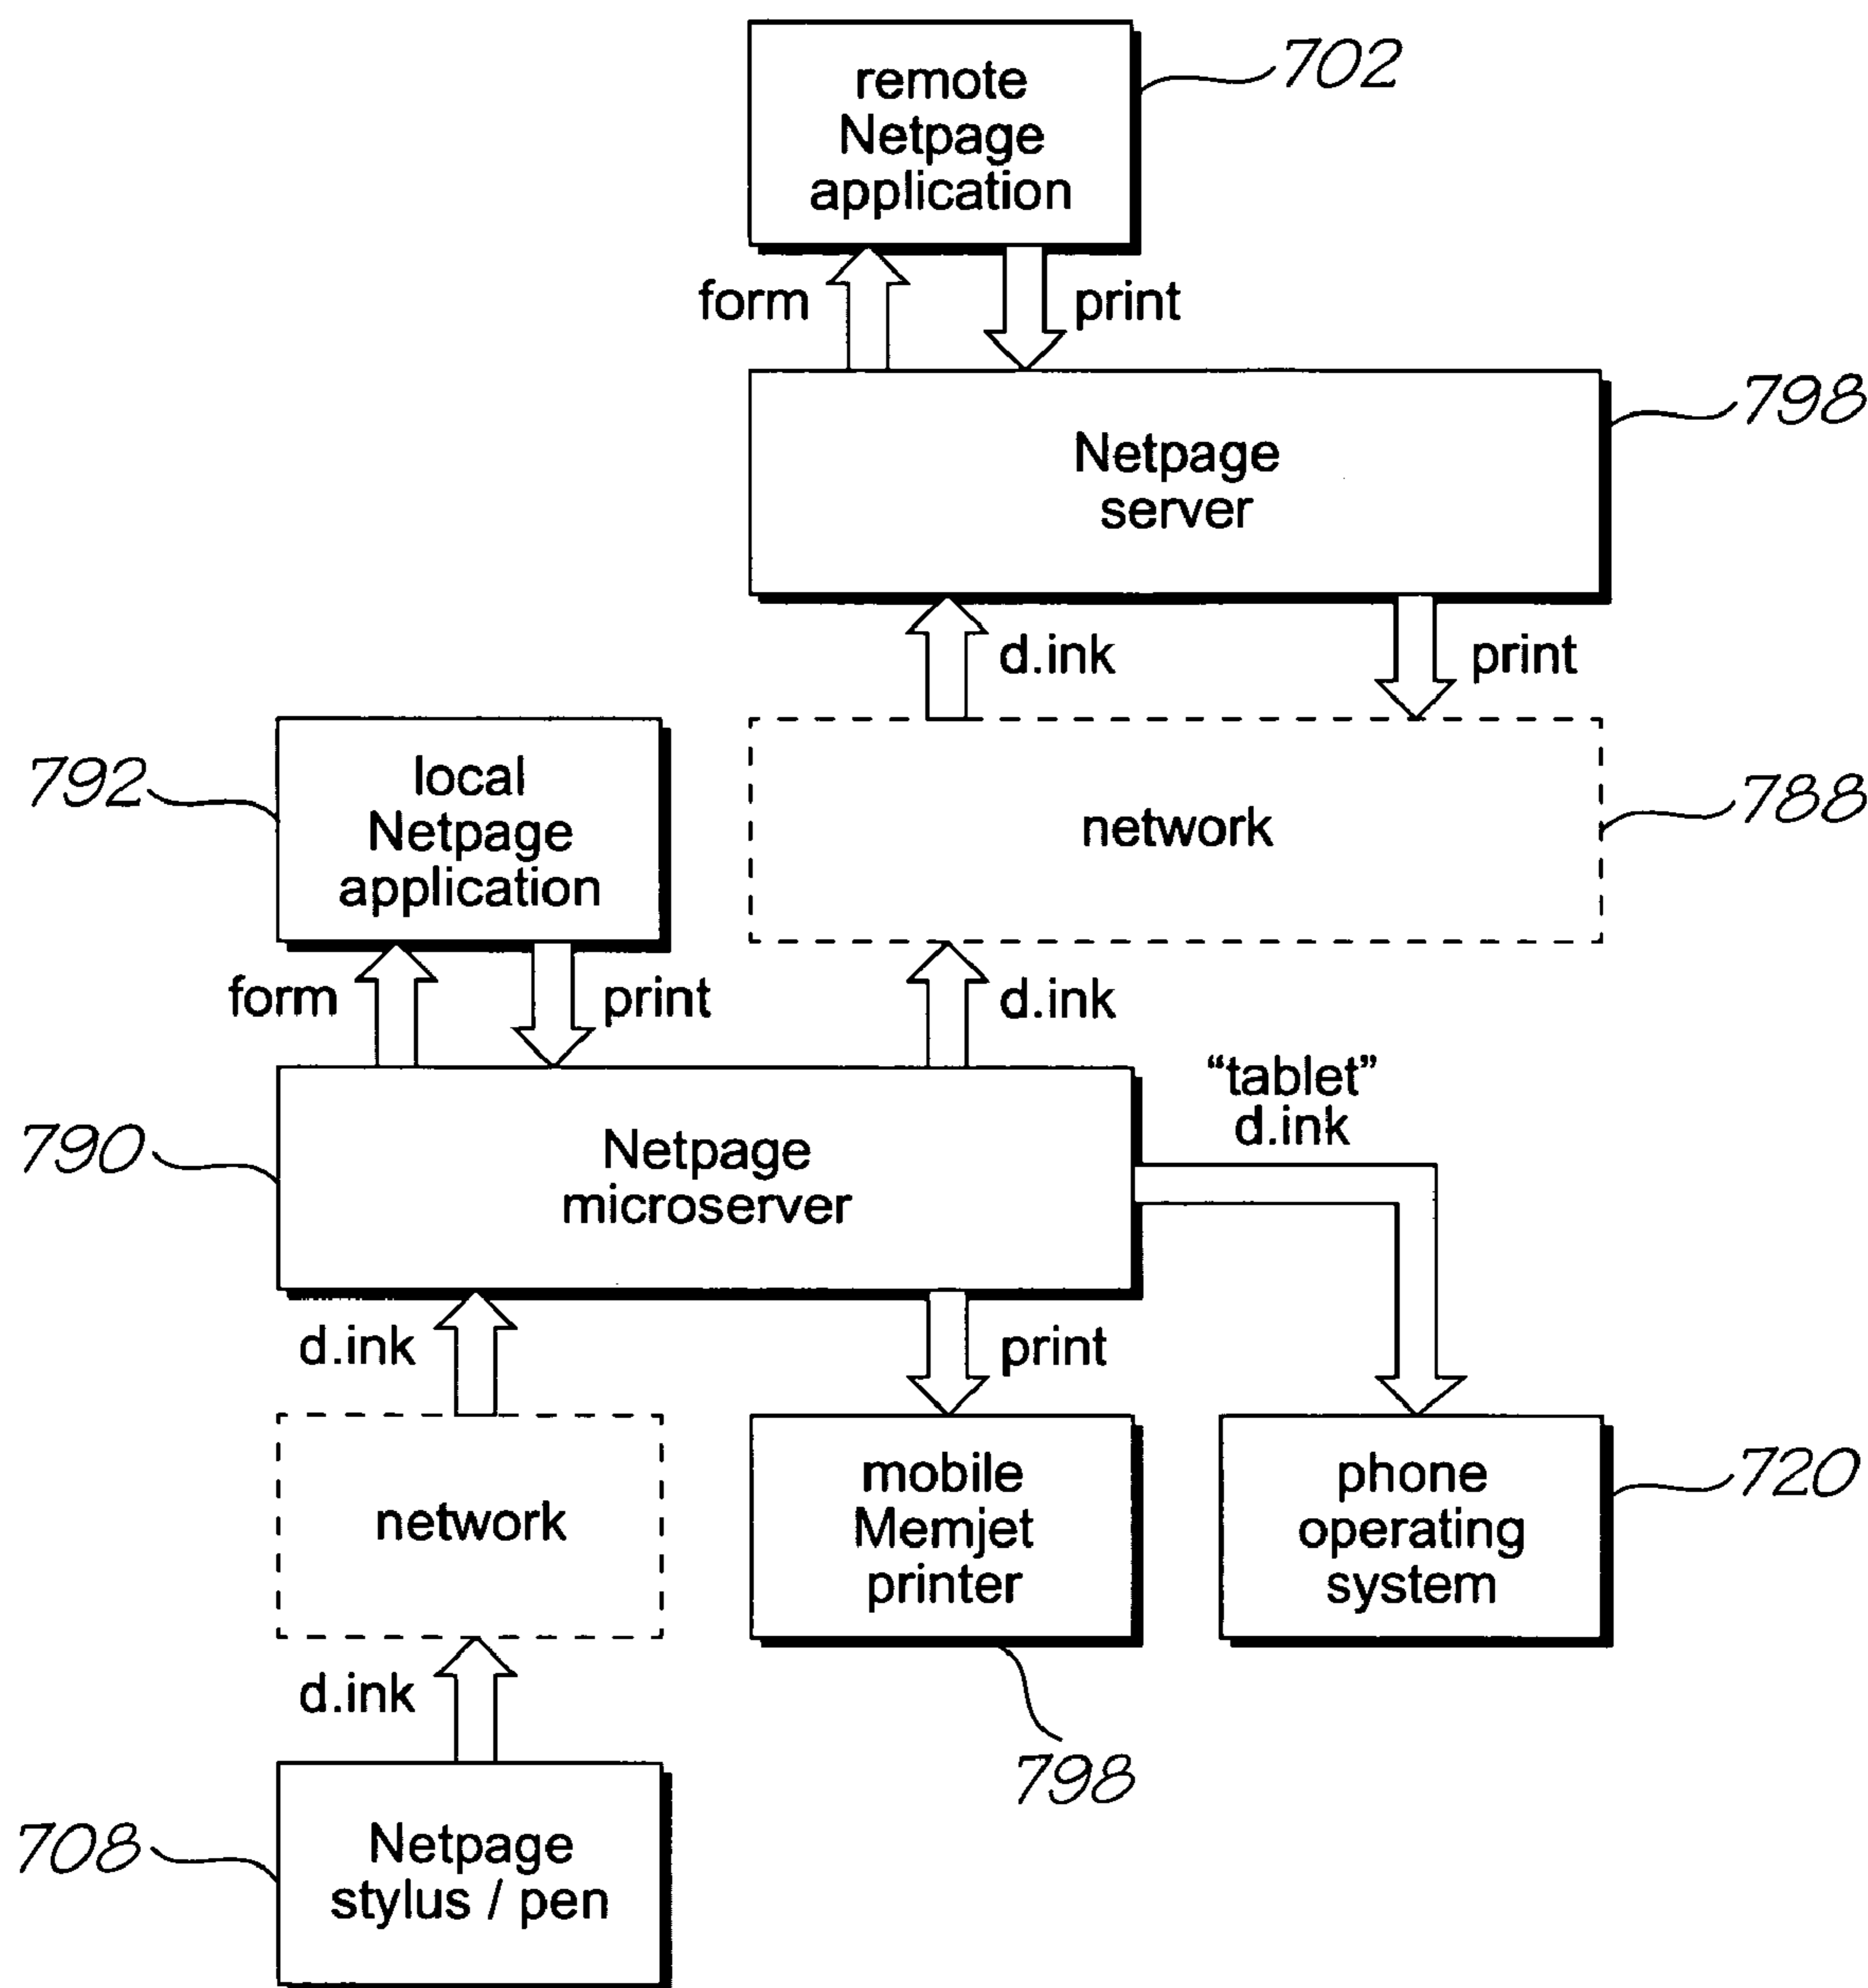 remote
Netpage
application
702
form
print
Netpage
server
798
d.ink
print
local
Netpage
application
792
network
788
form
print
d.ink
“tablet”
d.ink
Netpage
microserver
790
d.ink
print
network
mobile
Memjet
printer
798
phone
operating
system
720
d.ink
Netpage
stylus / pen
708